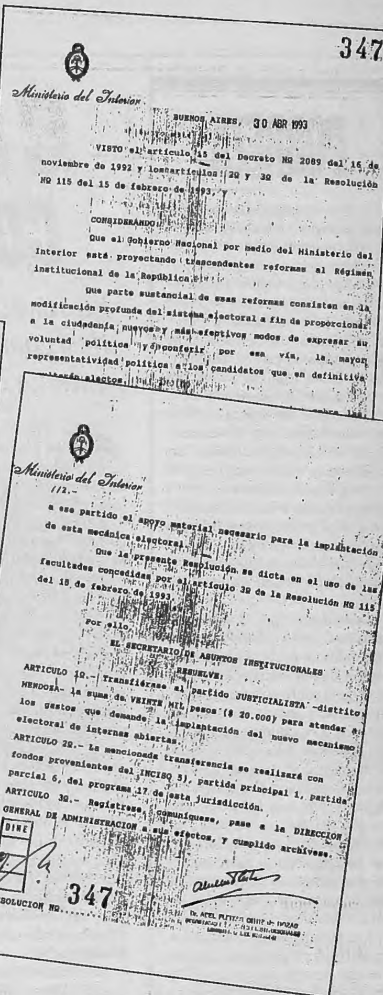 347
Ministerio del Interior
BUENOS AIRES, 30 ABR 1993
VISTO el artículo 15 del Decreto Nº 2089 del 16 de
noviembre de 1992 y los artículos 2º y 3º de la Resolución
Nº 115 del 15 de febrero de 1993, y
CONSIDERANDO:
Que el Gobierno Nacional por medio del Ministerio del
Interior está proyectando trascendentes reformas al Régimen
institucional de la República.
Que parte sustancial de esas reformas consisten en la
modificación profunda del sistema electoral a fin de proporcionar
a la ciudadanía nuevos y más efectivos modos de expresar su
voluntad política y conferir por esa vía, la mayor
representatividad política a los candidatos que en definitiva
resultarán electos.
Ministerio del Interior
//2.-
a ese partido el apoyo material necesario para la implantación
de esta mecánica electoral.
Que la presente Resolución se dicta en el uso de las
facultades concedidas por el artículo 3º de la Resolución Nº 115
del 18 de febrero de 1993
Por ello,
EL SECRETARIO DE ASUNTOS INSTITUCIONALES
RESUELVE:
ARTICULO 1º.- Transfiérase al partido JUSTICIALISTA -distrito
MENDOZA- la suma de VEINTE MIL pesos ($ 20.000) para atender a
los gastos que demande la implantación del nuevo mecanismo
electoral de internas abiertas.
ARTICULO 2º.- La mencionada transferencia se realizará con
fondos provenientes del INCISO 5), partida principal 1, partida
parcial 6, del programa 17 de esta jurisdicción.
ARTICULO 3º.- Regístrese, comuníquese, pase a la DIRECCION
GENERAL DE ADMINISTRACION a sus efectos, y cumplido archívese.
DINE
RESOLUCION Nº 347